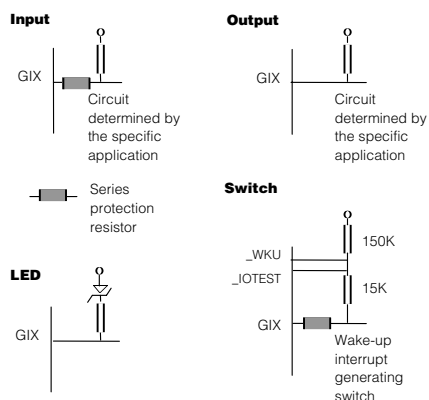 Input
GIX
Circuit
determined by
the specific
application
Series
protection
resistor
LED
GIX
Output
GIX
Circuit
determined by
the specific
application
Switch
150K
_WKU
_IOTEST
15K
GIX
Wake-up
interrupt
generating
switch